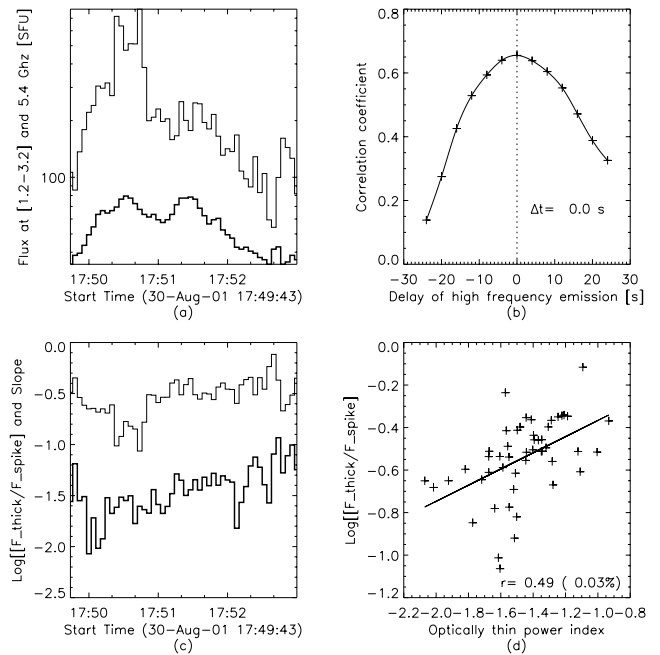 Flux at [1.2-3.2] and 5.4 Ghz [SFU]
100
17:50 17:51 17:52
Start Time (30-Aug-01 17:49:43)
(a)
Correlation coefficient
0.8
0.6
0.4
0.2
0.0
Δt= 0.0 s
-30 -20 -10 0 10 20 30
Delay of high frequency emission [s]
(b)
Log[[F_thick/F_spike] and Slope
0.0
-0.5
-1.0
-1.5
-2.0
-2.5
17:50 17:51 17:52
Start Time (30-Aug-01 17:49:43)
(c)
Log[[F_thick/F_spike]
0.0
-0.2
-0.4
-0.6
-0.8
-1.0
-1.2
r= 0.49 ( 0.03%)
-2.2-2.0-1.8-1.6-1.4-1.2-1.0-0.8
Optically thin power index
(d)